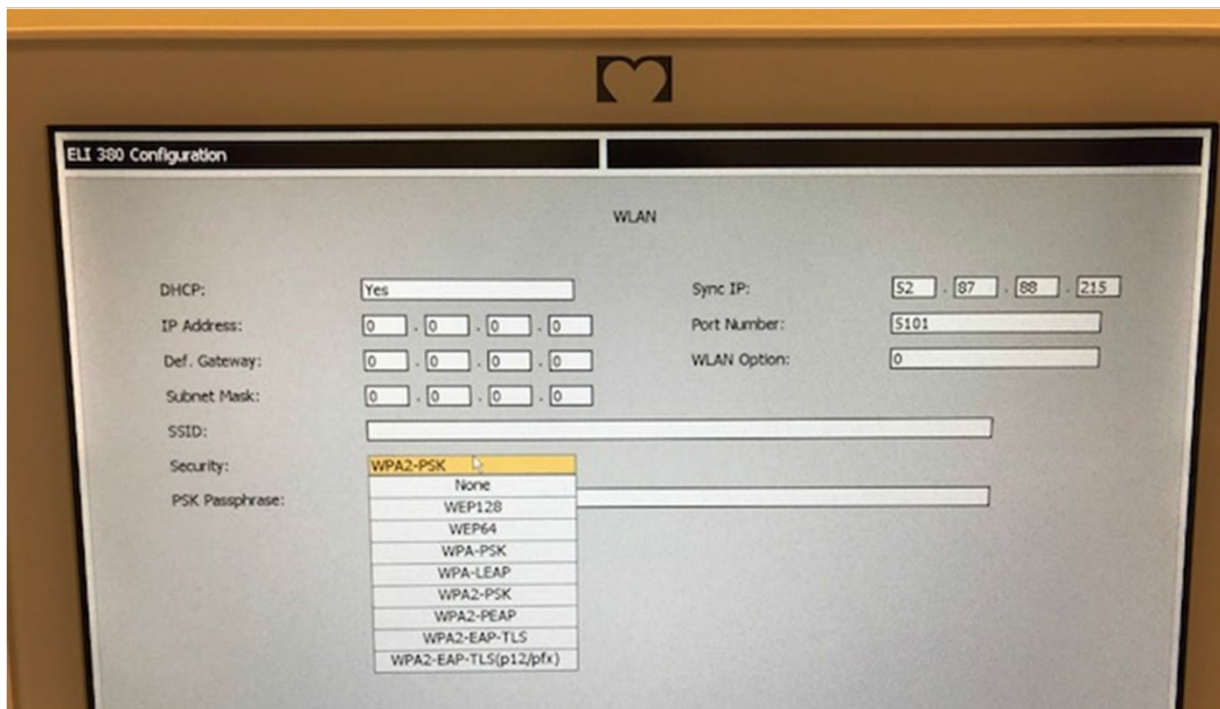 ELI 380 Configuration
WLAN
DHCP: Yes
Sync IP: 52 . 87 . 88 . 215
IP Address: 0 . 0 . 0 . 0
Port Number: 5101
Def. Gateway: 0 . 0 . 0 . 0
WLAN Option: 0
Subnet Mask: 0 . 0 . 0 . 0
SSID:
Security: WPA2-PSK
None
PSK Passphrase:
WEP128
WEP64
WPA-PSK
WPA-LEAP
WPA2-PSK
WPA2-PEAP
WPA2-EAP-TLS
WPA2-EAP-TLS(p12/pfx)